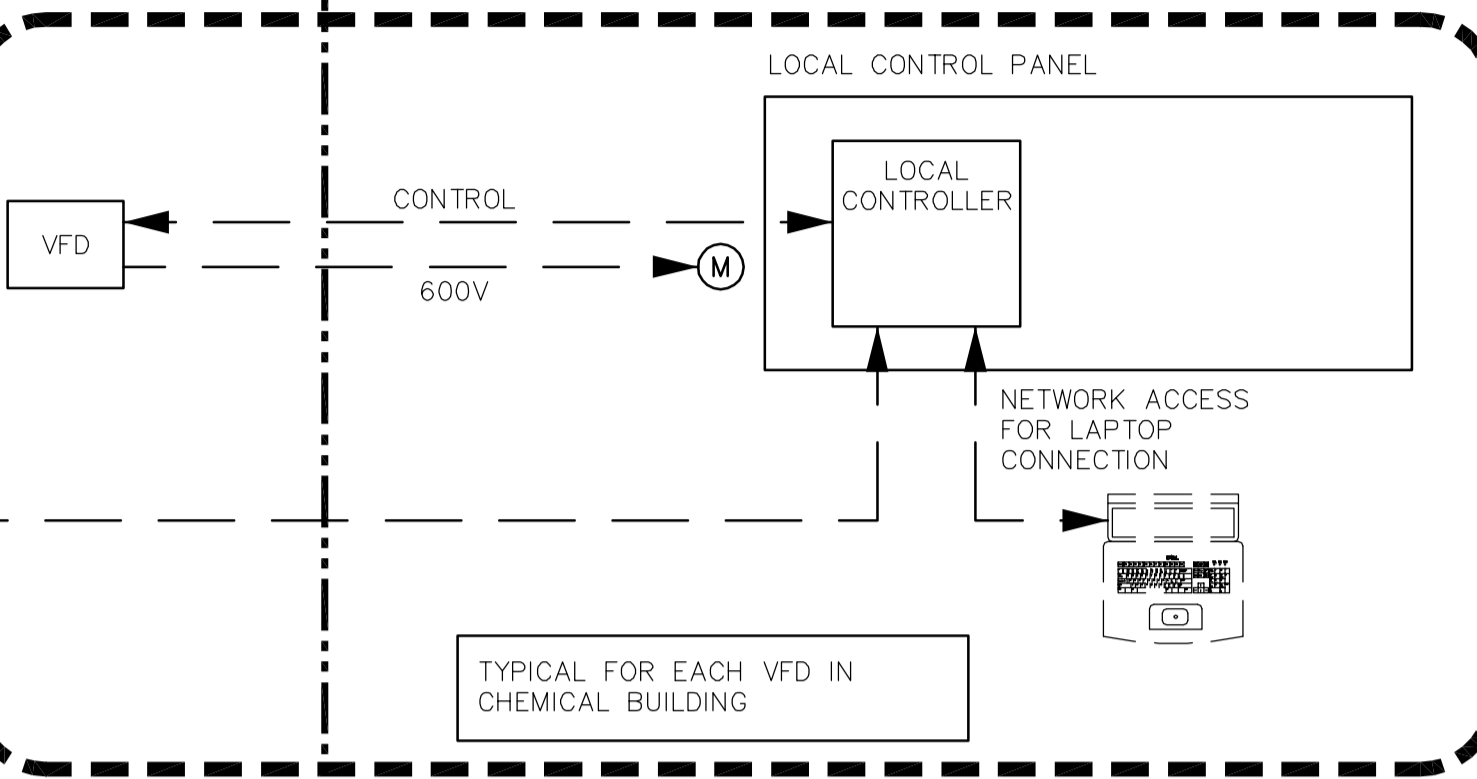 LOCAL CONTROL PANEL
LOCAL
CONTROLLER
CONTROL
VFD
M
600V
NETWORK ACCESS
FOR LAPTOP
CONNECTION
TYPICAL FOR EACH VFD IN
CHEMICAL BUILDING